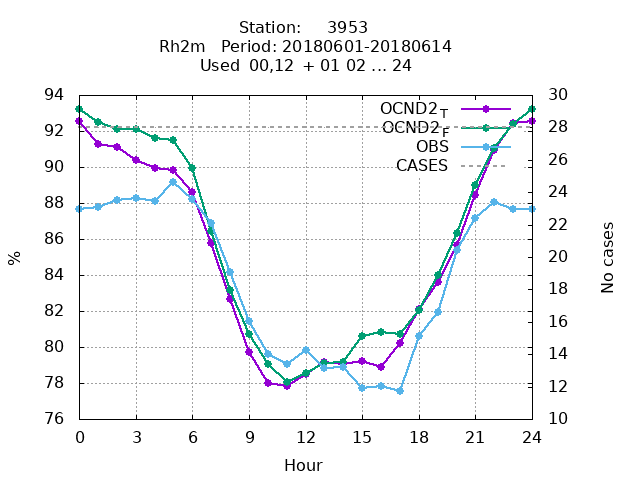 Station: 3953
Rh2m Period: 20180601-20180614
Used 00,12 + 01 02 ... 24
94
92
90
88
86
84
82
80
78
76
%
30
28
26
24
22
20
18
16
14
12
10
No cases
OCND2_T
OCND2_F
OBS
CASES
0 3 6 9 12 15 18 21 24
Hour